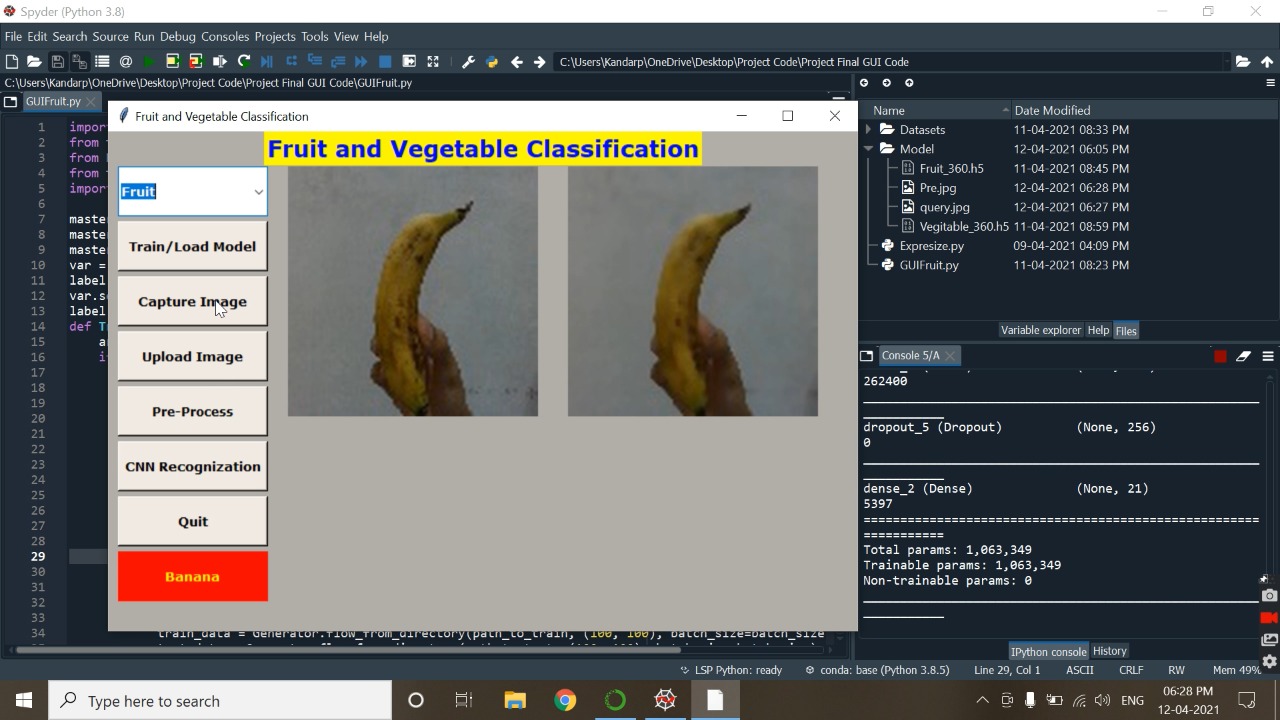 Spyder (Python 3.8)
File Edit Search Source Run Debug Consoles Projects Tools View Help
C:\Users\Kandarp\OneDrive\Desktop\Project Code\Project Final GUI Code
C:\Users\Kandarp\OneDrive\Desktop\Project Code\Project Final GUI Code\GUIFruit.py
GUIFruit.py
1
2
3
4
5
6
7
8
9
10
11
12
13
14
15
16
17
18
19
20
21
22
23
24
25
26
27
28
29
30
31
32
33
34
impor
from
from
from
impor
maste
maste
maste
var =
label
var.s
label
def T
train_data = Generator.flow_from_directory(path_to_train, (100, 100), batch_size=batch_size
Fruit and Vegetable Classification
Fruit and Vegetable Classification
Fruit
Train/Load Model
Capture Image
Upload Image
Pre-Process
CNN Recognization
Quit
Banana
Name Date Modified
Datasets 11-04-2021 08:33 PM
Model 12-04-2021 06:05 PM
Fruit_360.h5 11-04-2021 08:45 PM
Pre.jpg 12-04-2021 06:28 PM
query.jpg 12-04-2021 06:27 PM
Vegitable_360.h5 11-04-2021 08:59 PM
Expresize.py 09-04-2021 04:09 PM
GUIFruit.py 11-04-2021 08:23 PM
Variable explorer Help Files
Console 5/A
262400
dropout_5 (Dropout) (None, 256)
0
dense_2 (Dense) (None, 21)
5397
Total params: 1,063,349
Trainable params: 1,063,349
Non-trainable params: 0
IPython console History
LSP Python: ready conda: base (Python 3.8.5) Line 29, Col 1 ASCII CRLF RW Mem 49%
Type here to search
ENG
06:28 PM
12-04-2021